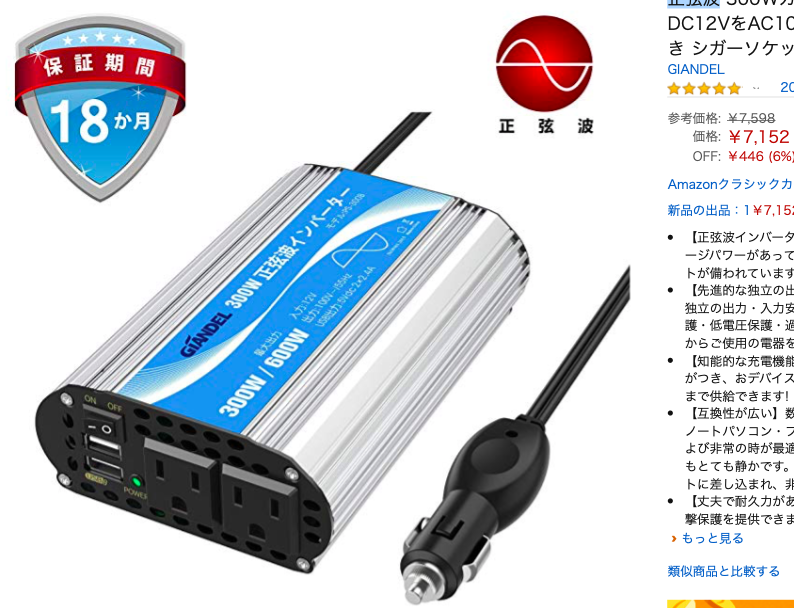 保証期間
18か月
正弦波
GIANDEL 300W 正弦波インバーター
入力:12V
最大出力
300W / 600W
ON OFF
POWER
正弦波 300W
DC12VをAC10
き シガーソケッ
GIANDEL
20
参考価格: ￥7,598
価格: ￥7,152
OFF: ￥446 (6%)
Amazonクラシックカ
新品の出品：1￥7,152
【正弦波インバータ
ージパワーがあって
トが備われています
【先進的な独立の出
独立の出力・入力安
護・低電圧保護・過
からご使用の電器を
【知能的な充電機能
がつき、おデバイス
まで供給できます!
【互換性が広い】数
ノートパソコン・フ
よび非常の時が最適
もとても静かです。
トに差し込まれ、非
【丈夫で耐久力があ
撃保護を提供できま
› もっと見る
類似商品と比較する